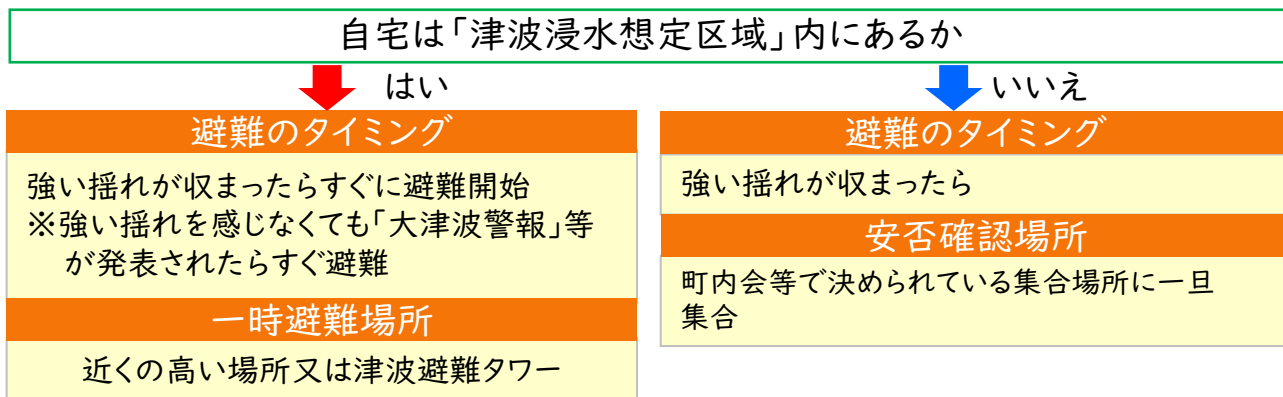 自宅は「津波浸水想定区域」内にあるか
はい
避難のタイミング
強い揺れが収まったらすぐに避難開始
※強い揺れを感じなくても「大津波警報」等
が発表されたらすぐ避難
一時避難場所
近くの高い場所又は津波避難タワー
いいえ
避難のタイミング
強い揺れが収まったら
安否確認場所
町内会等で決められている集合場所に一旦
集合